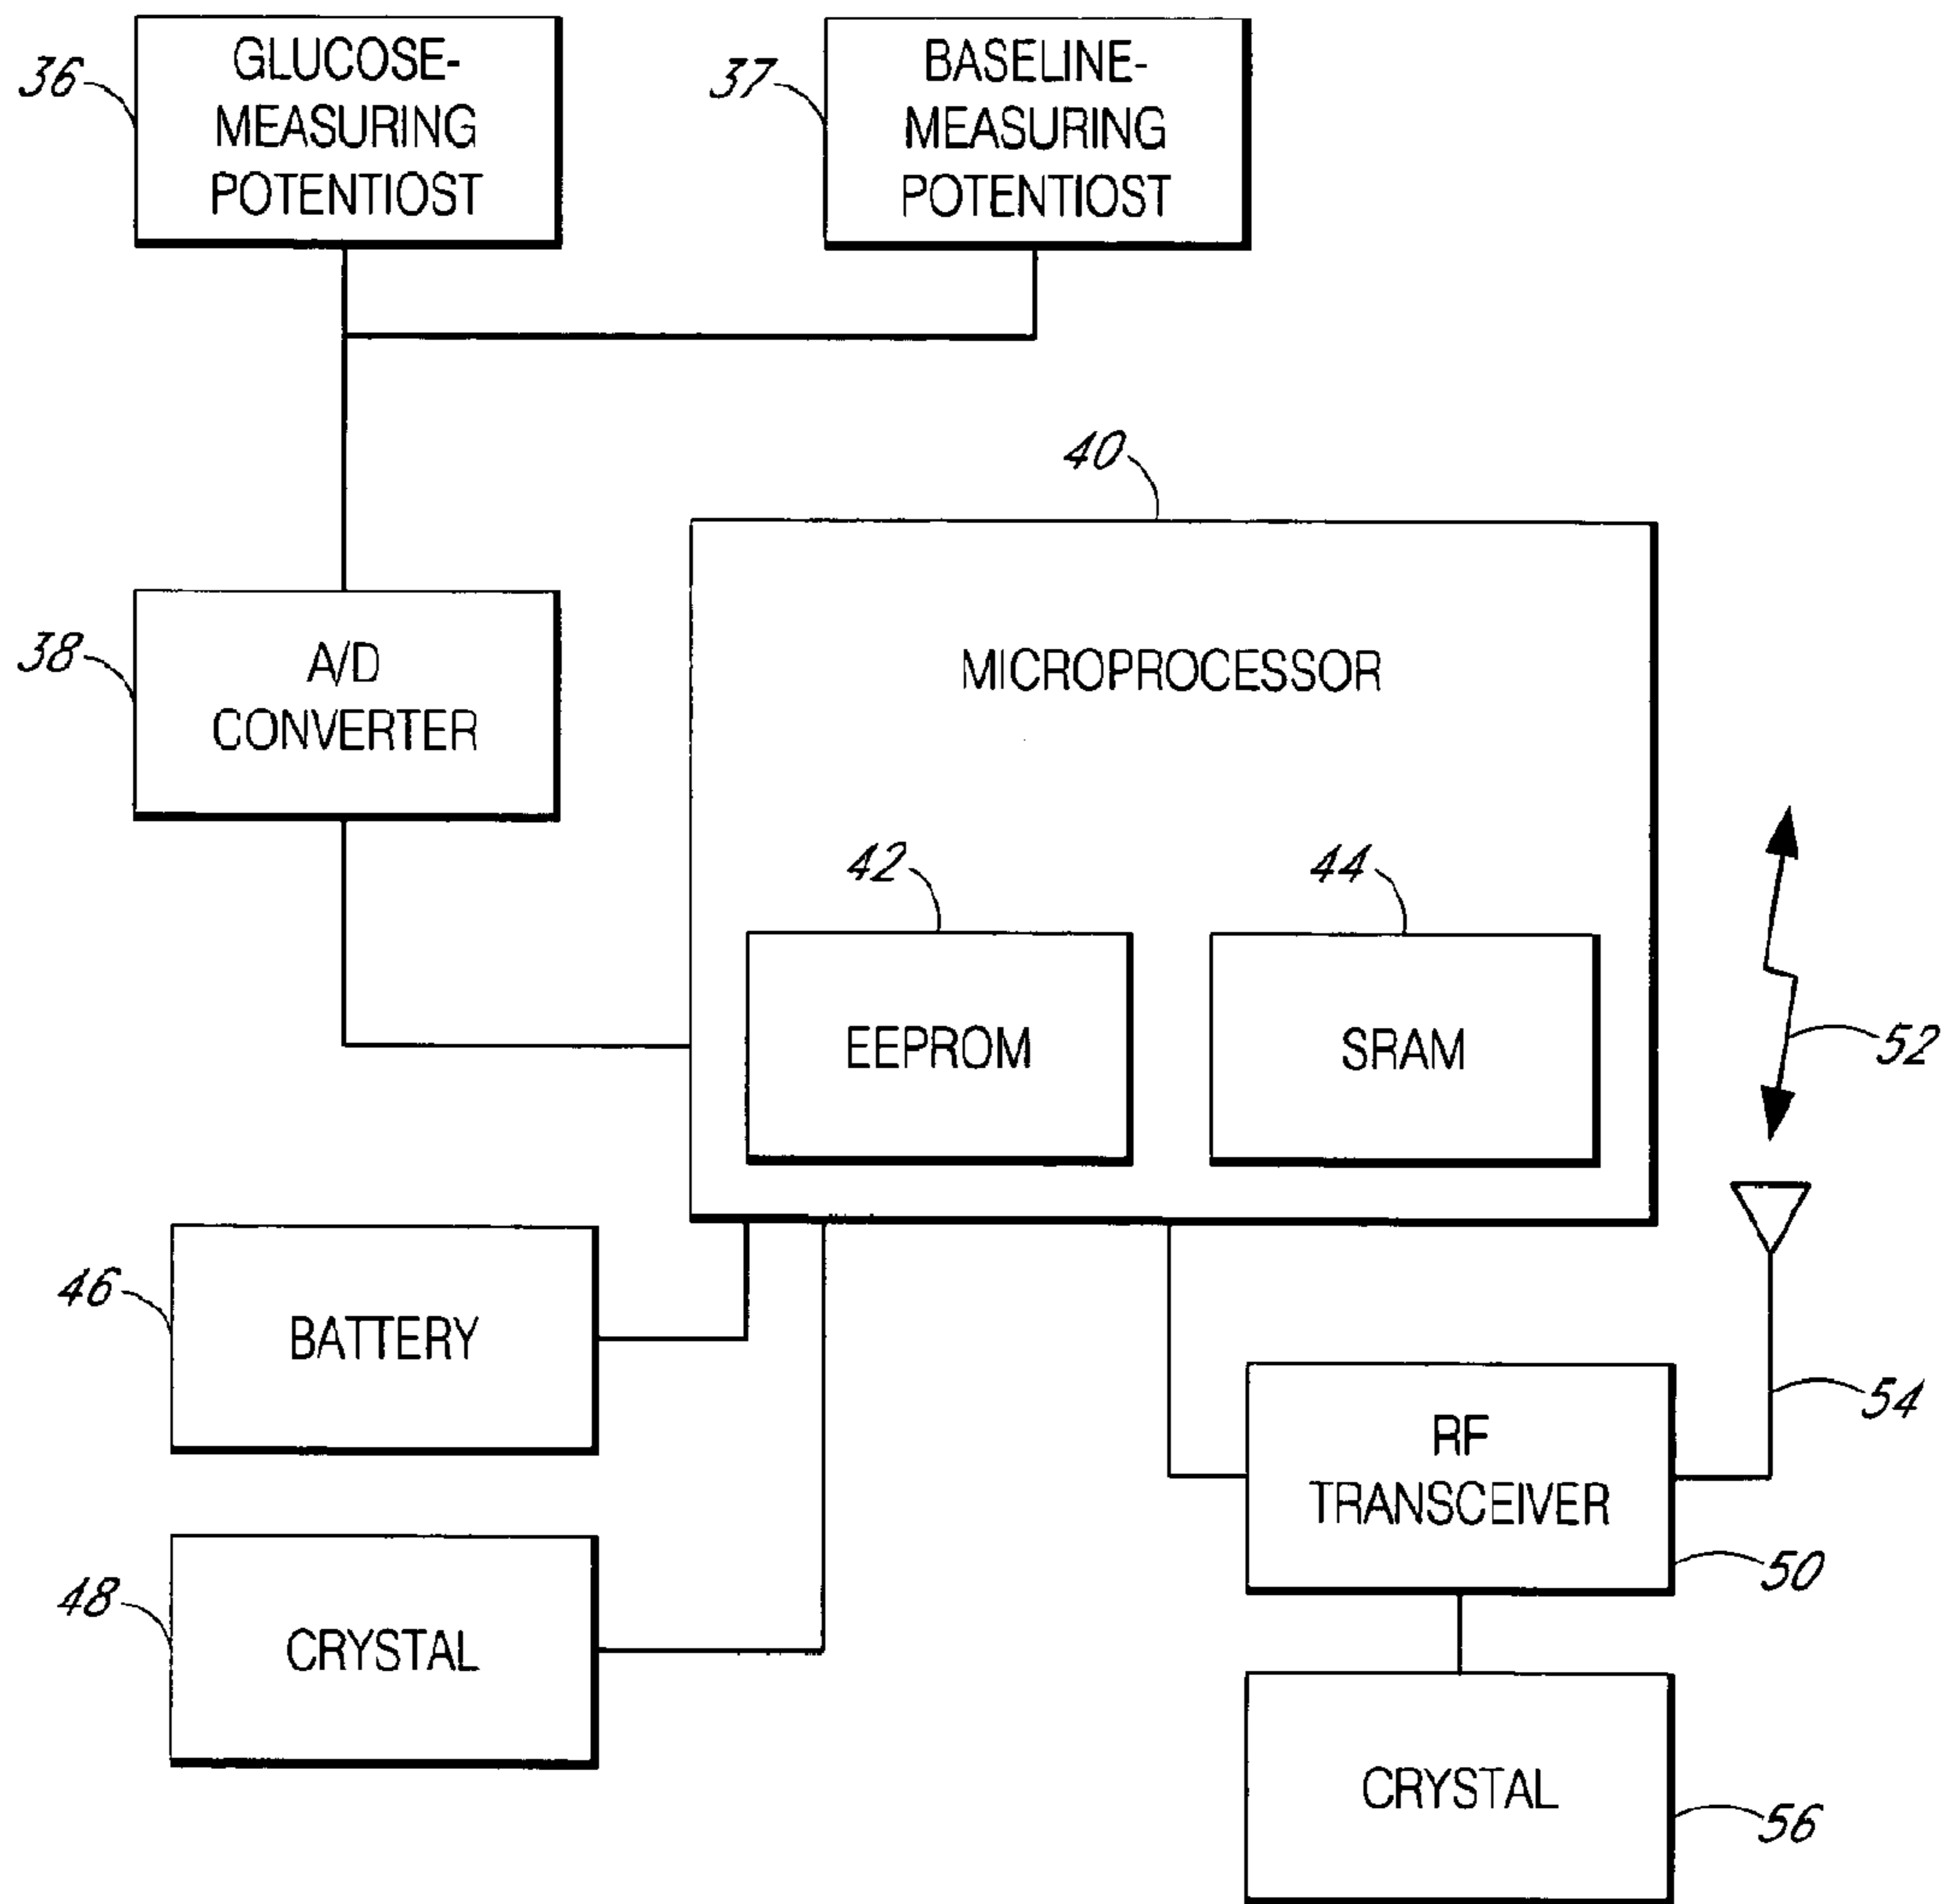 36
GLUCOSE-
MEASURING
POTENTIOST
37
BASELINE-
MEASURING
POTENTIOST
40
38
A/D
CONVERTER
MICROPROCESSOR
42
44
EEPROM
SRAM
52
46
BATTERY
54
RF
TRANSCEIVER
50
48
CRYSTAL
CRYSTAL
56